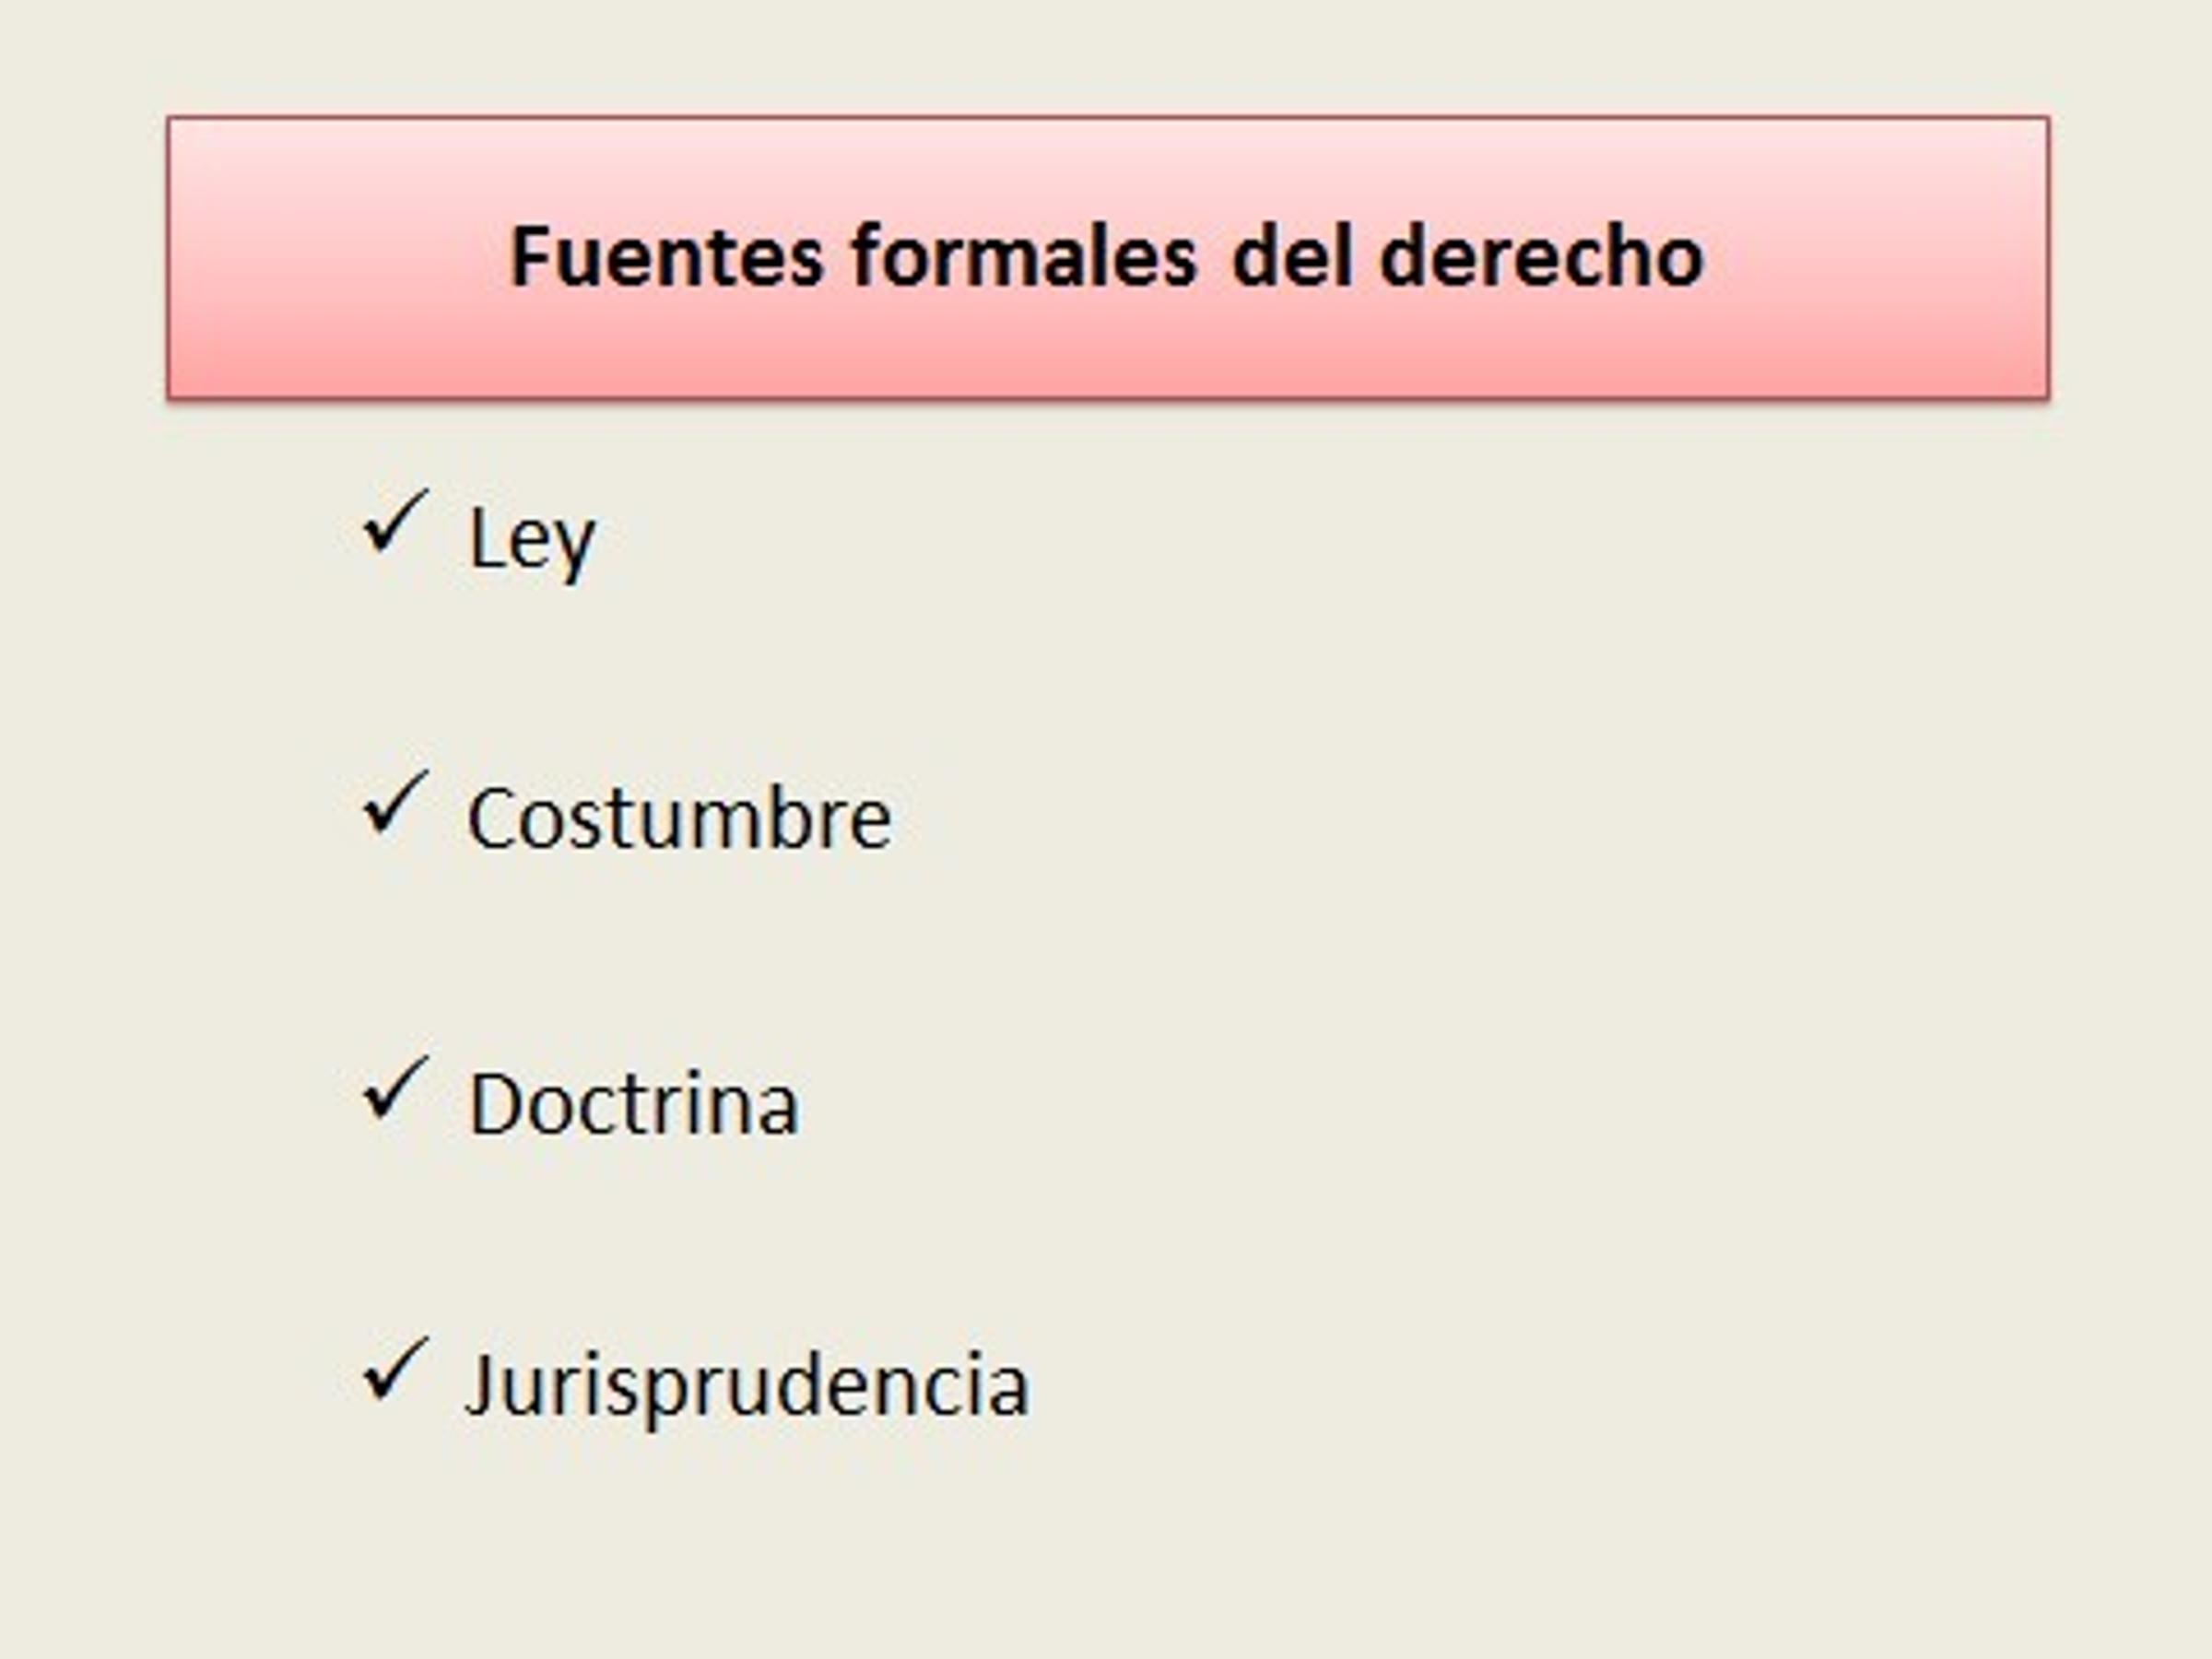 Fuentes formales del derecho
✓ Ley
✓ Costumbre
✓ Doctrina
✓ Jurisprudencia